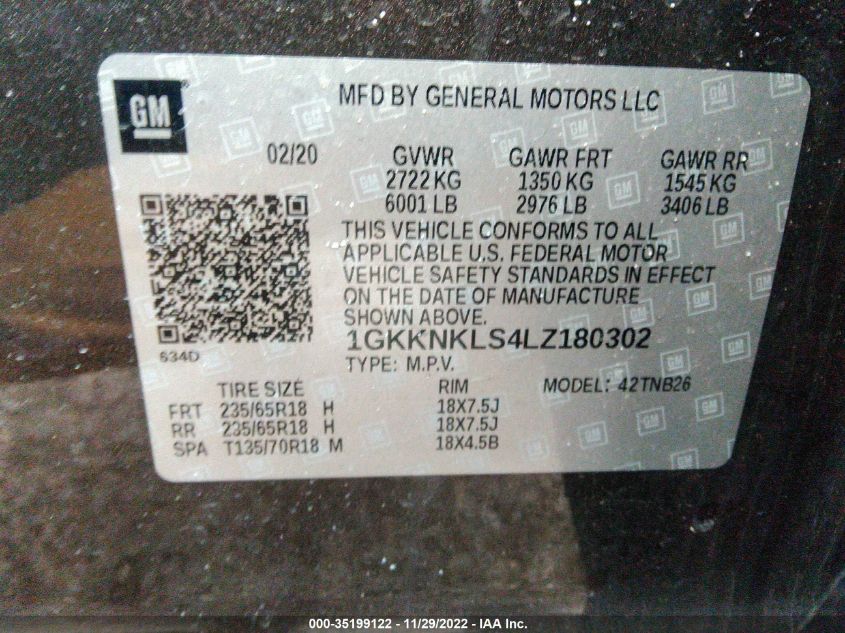 GM
MFD BY GENERAL MOTORS LLC
02/20 GVWR GAWR FRT GAWR RR
2722 KG 1350 KG 1545 KG
6001 LB 2976 LB 3406 LB
THIS VEHICLE CONFORMS TO ALL
APPLICABLE U.S. FEDERAL MOTOR
VEHICLE SAFETY STANDARDS IN EFFECT
ON THE DATE OF MANUFACTURE
SHOWN ABOVE.
1GKKNKLS4LZ180302
634D
TYPE: M.P.V.
TIRE SIZE RIM MODEL: 42TNB26
FRT 235/65R18 H 18X7.5J
RR 235/65R18 H 18X7.5J
SPA T135/70R18 M 18X4.5B
000-35199122 - 11/29/2022 - IAA Inc.